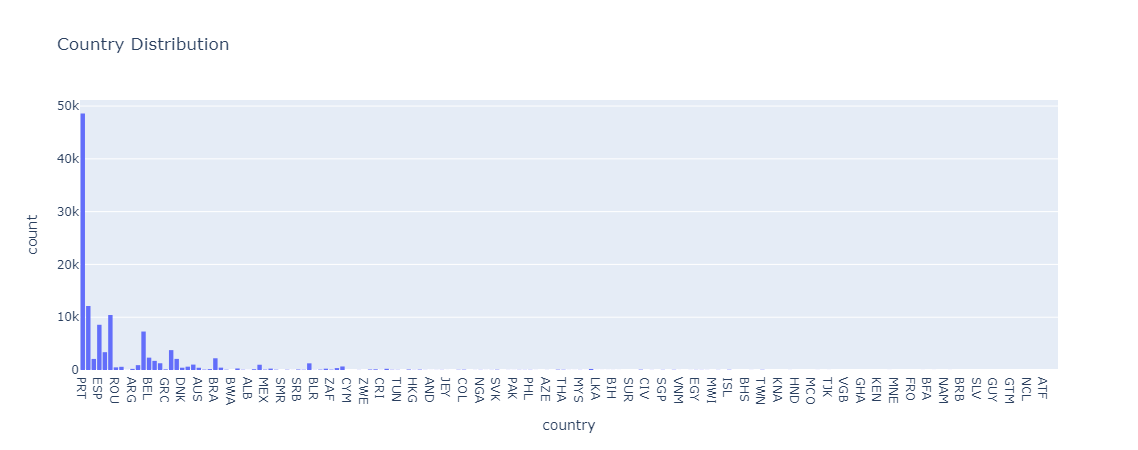 Country Distribution
50k
40k
30k
20k
10k
0
count
PRT ESP ROU ARG BEL GRC DNK AUS BRA BWA ALB MEX SMR SRB BLR ZAF CYM ZWE CRI TUN HKG AND JEY COL NGA SVK PAK PHL AZE THA MYS LKA BIH SUR CIV SGP VNM EGY MWI ISL BHS TWN KNA HND MCO TJK VGB GHA KEN MNE FRO BFA NAM BRB SLV GUY GTM NCL ATF
country